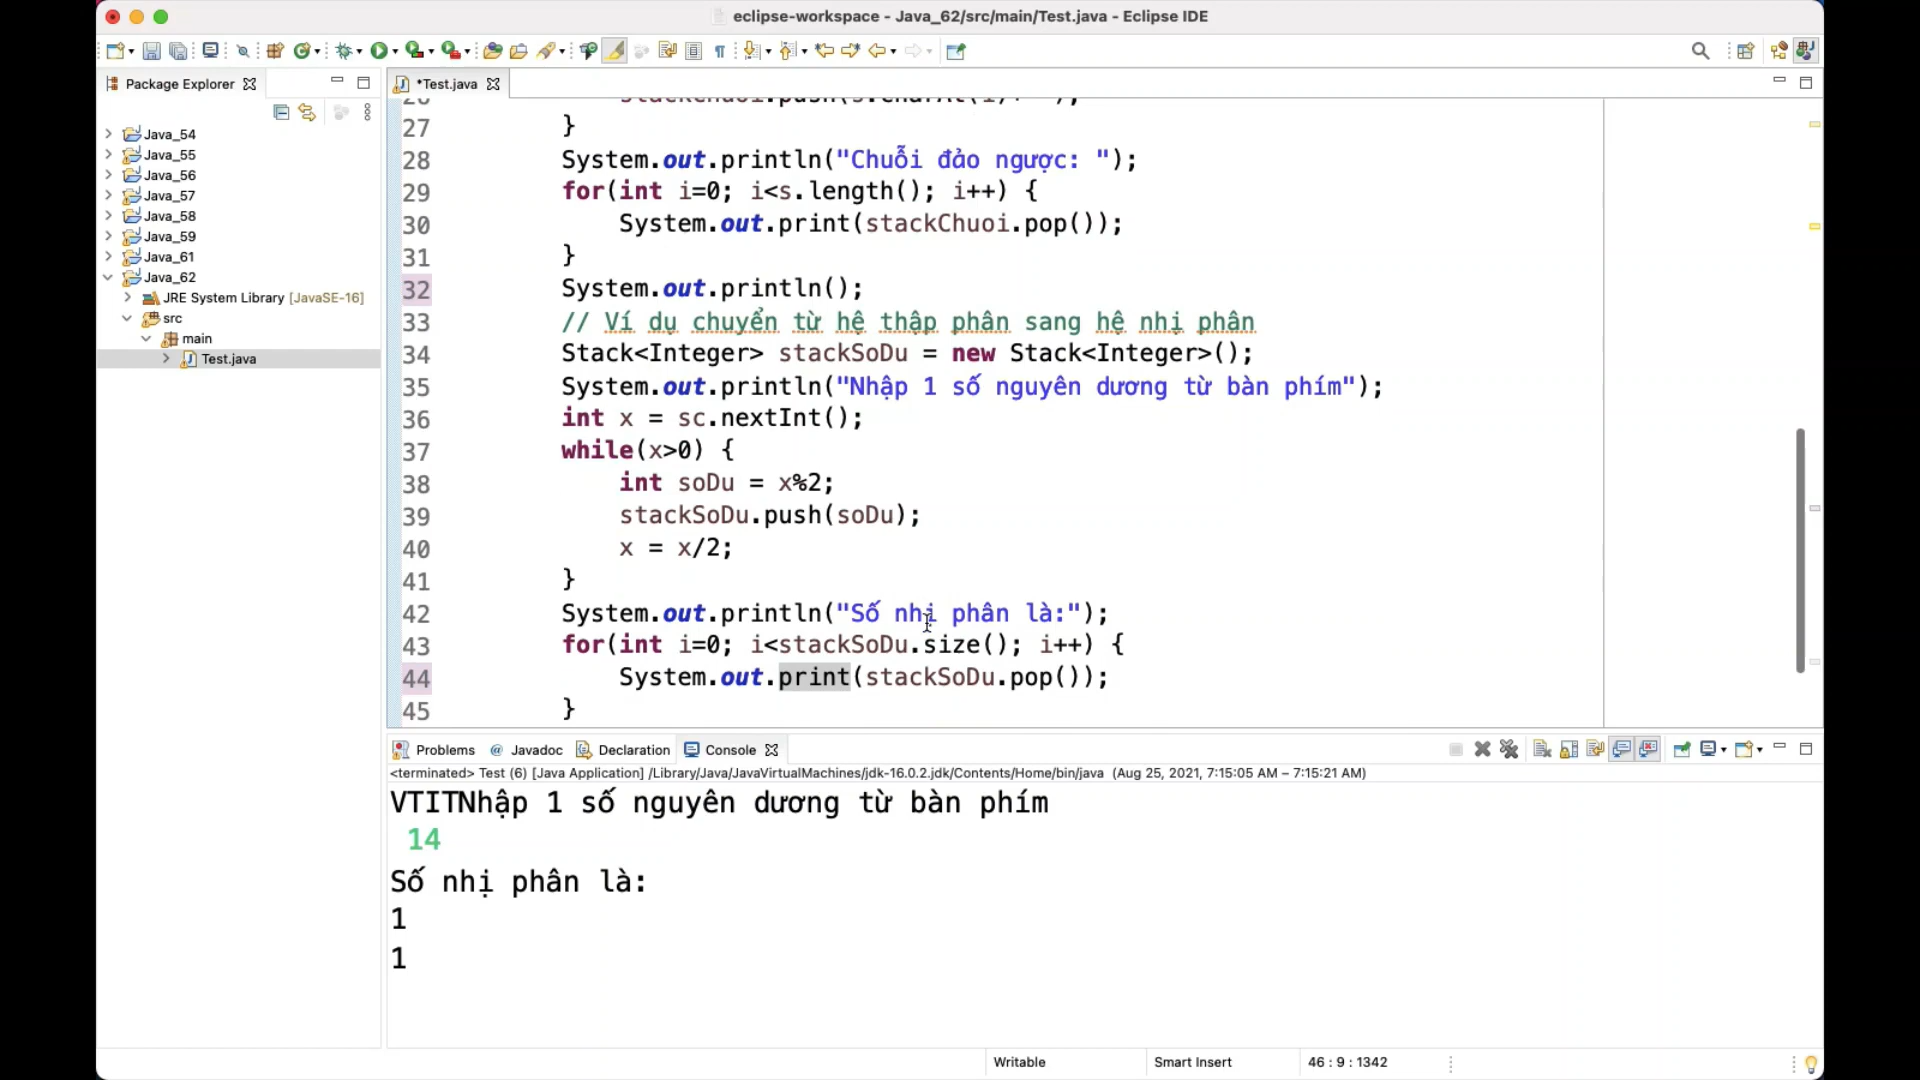 eclipse-workspace - Java_62/src/main/Test.java - Eclipse IDE
Package Explorer
*Test.java
Java_54
Java_55
Java_56
Java_57
Java_58
Java_59
Java_61
Java_62
JRE System Library [JavaSE-16]
src
main
Test.java
27 }
28 System.out.println("Chuỗi đảo ngược: ");
29 for(int i=0; i<s.length(); i++) {
30 System.out.print(stackChuoi.pop());
31 }
32 System.out.println();
33 // Ví dụ chuyển từ hệ thập phân sang hệ nhị phân
34 Stack<Integer> stackSoDu = new Stack<Integer>();
35 System.out.println("Nhập 1 số nguyên dương từ bàn phím");
36 int x = sc.nextInt();
37 while(x>0) {
38 int soDu = x%2;
39 stackSoDu.push(soDu);
40 x = x/2;
41 }
42 System.out.println("Số nhị phân là:");
43 for(int i=0; i<stackSoDu.size(); i++) {
44 System.out.print(stackSoDu.pop());
45 }
Problems @ Javadoc Declaration Console
<terminated> Test (6) [Java Application] /Library/Java/JavaVirtualMachines/jdk-16.0.2.jdk/Contents/Home/bin/java (Aug 25, 2021, 7:15:05 AM – 7:15:21 AM)
VTITNhập 1 số nguyên dương từ bàn phím
14
Số nhị phân là:
1
1
Writable
Smart Insert
46 : 9 : 1342